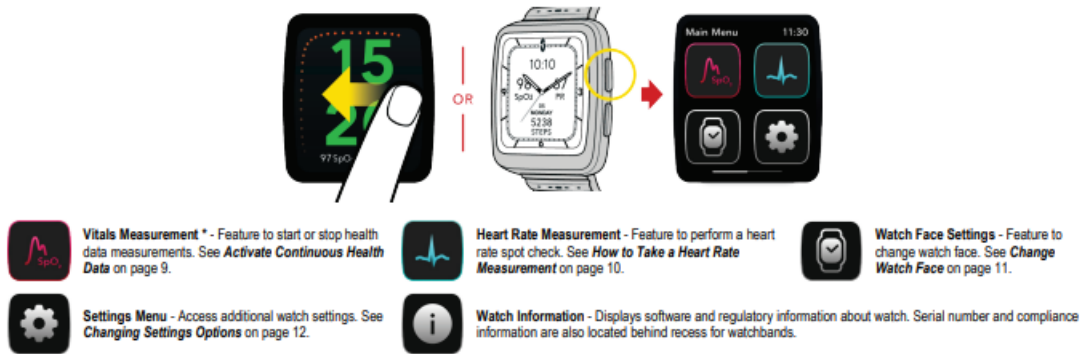 15
2
97 SpO
OR
10:10
98 67
SpO2 PR
MONDAY
5238
STEPS
Main Menu 11:30
SpO₂
SpO₂
Vitals Measurement * - Feature to start or stop health
data measurements. See Activate Continuous Health
Data on page 9.
Heart Rate Measurement - Feature to perform a heart
rate spot check. See How to Take a Heart Rate
Measurement on page 10.
Watch Face Settings - Feature to
change watch face. See Change
Watch Face on page 11.
Settings Menu - Access additional watch settings. See
Changing Settings Options on page 12.
i
Watch Information - Displays software and regulatory information about watch. Serial number and compliance
information are also located behind recess for watchbands.